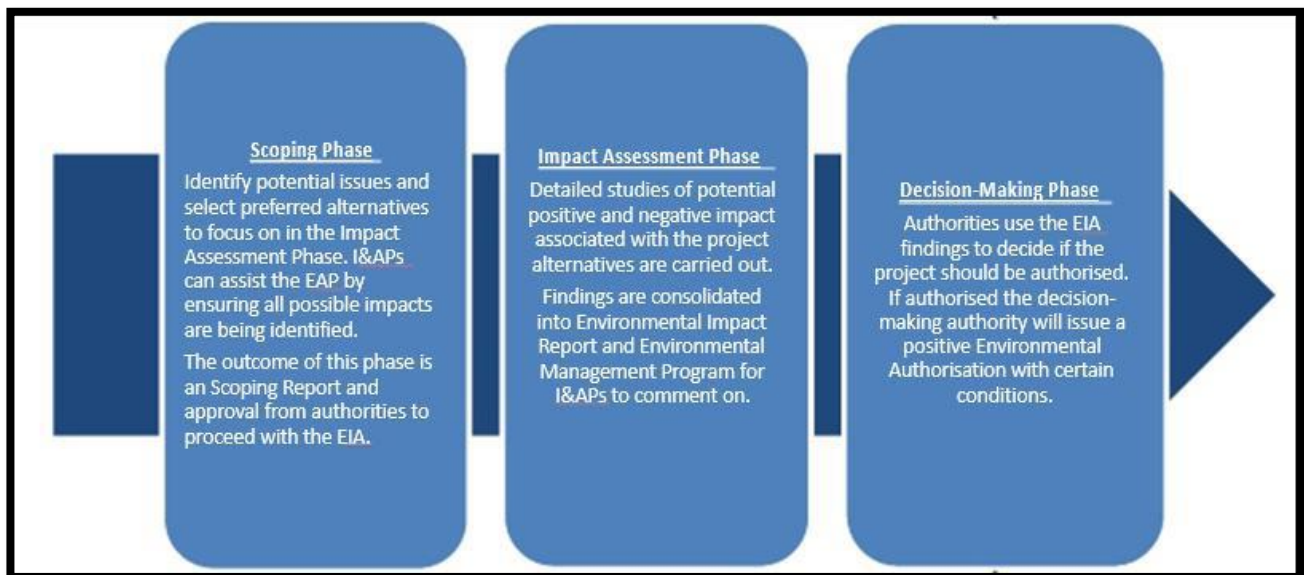 Scoping Phase
Identify potential issues and
select preferred alternatives
to focus on in the Impact
Assessment Phase. I&APs
can assist the EAP by
ensuring all possible impacts
are being identified.
The outcome of this phase is
an Scoping Report and
approval from authorities to
proceed with the EIA.
Impact Assessment Phase
Detailed studies of potential
positive and negative impact
associated with the project
alternatives are carried out.
Findings are consolidated
into Environmental Impact
Report and Environmental
Management Program for
I&APs to comment on.
Decision-Making Phase
Authorities use the EIA
findings to decide if the
project should be authorised.
If authorised the decision-
making authority will issue a
positive Environmental
Authorisation with certain
conditions.